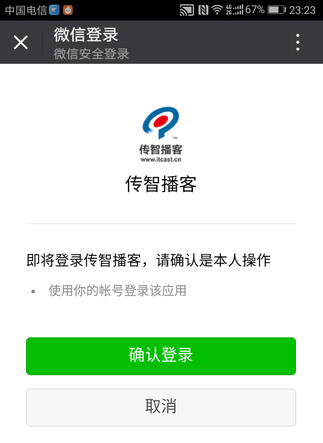 中国电信 67% 23:23
微信登录
微信安全登录
传智播客
www.itcast.cn
传智播客
即将登录传智播客，请确认是本人操作
使用你的帐号登录该应用
确认登录
取消